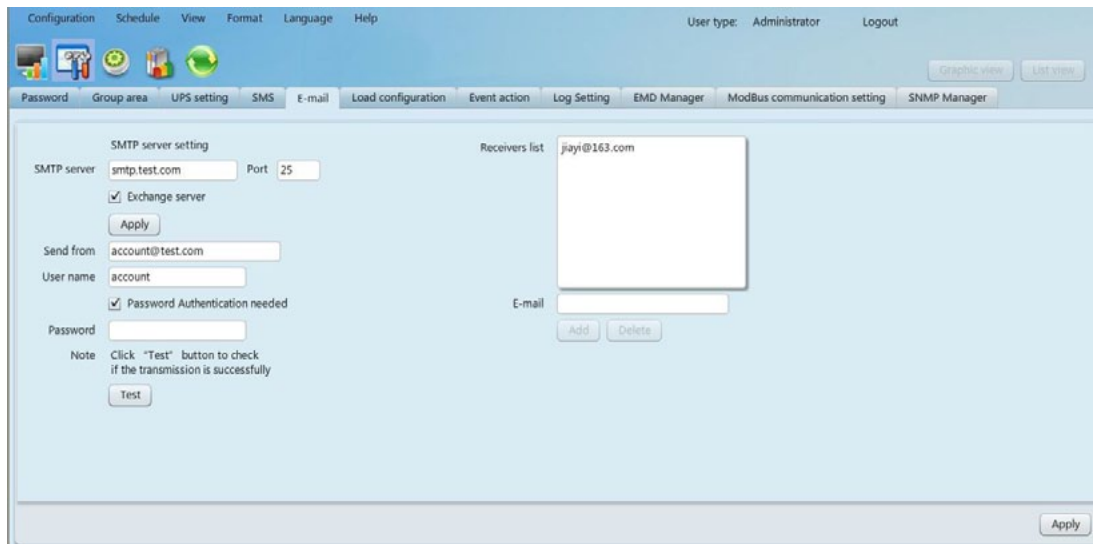 Configuration Schedule View Format Language Help User type: Administrator Logout
Graphic view List view
Password Group area UPS setting SMS E-mail Load configuration Event action Log Setting EMD Manager ModBus communication setting SNMP Manager
SMTP server setting
SMTP server smtp.test.com Port 25
Exchange server
Apply
Send from account@test.com
User name account
Password Authentication needed
Password
Note Click "Test" button to check
if the transmission is successfully
Test
Receivers list jiayi@163.com
E-mail
Add Delete
Apply